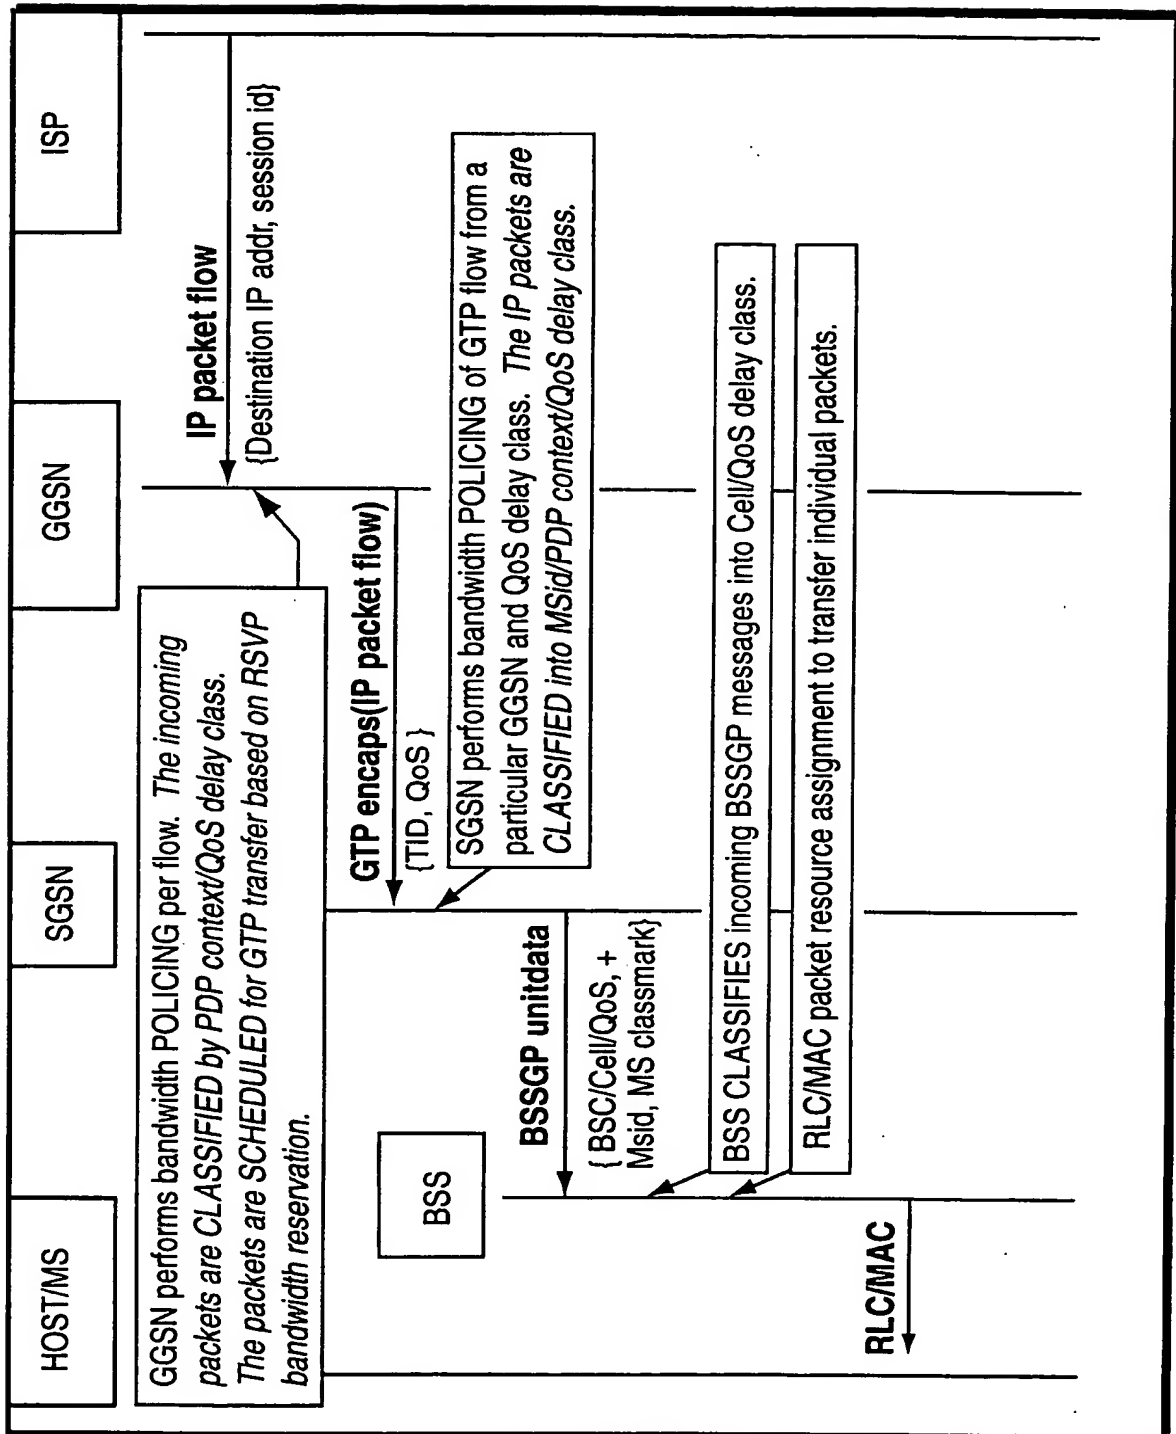 HOST/MS
SGSN
GGSN
ISP
GGSN performs bandwidth POLICING per flow. The incoming
packets are CLASSIFIED by PDP context/QoS delay class.
The packets are SCHEDULED for GTP transfer based on RSVP
bandwidth reservation.
IP packet flow
{Destination IP addr, session id}
GTP encaps(IP packet flow)
{TID, QoS }
SGSN performs bandwidth POLICING of GTP flow from a
particular GGSN and QoS delay class. The IP packets are
CLASSIFIED into MSid/PDP context/QoS delay class.
BSS
BSSGP unitdata
{ BSC/Cell/QoS, +
Msid, MS classmark}
BSS CLASSIFIES incoming BSSGP messages into Cell/QoS delay class.
RLC/MAC packet resource assignment to transfer individual packets.
RLC/MAC